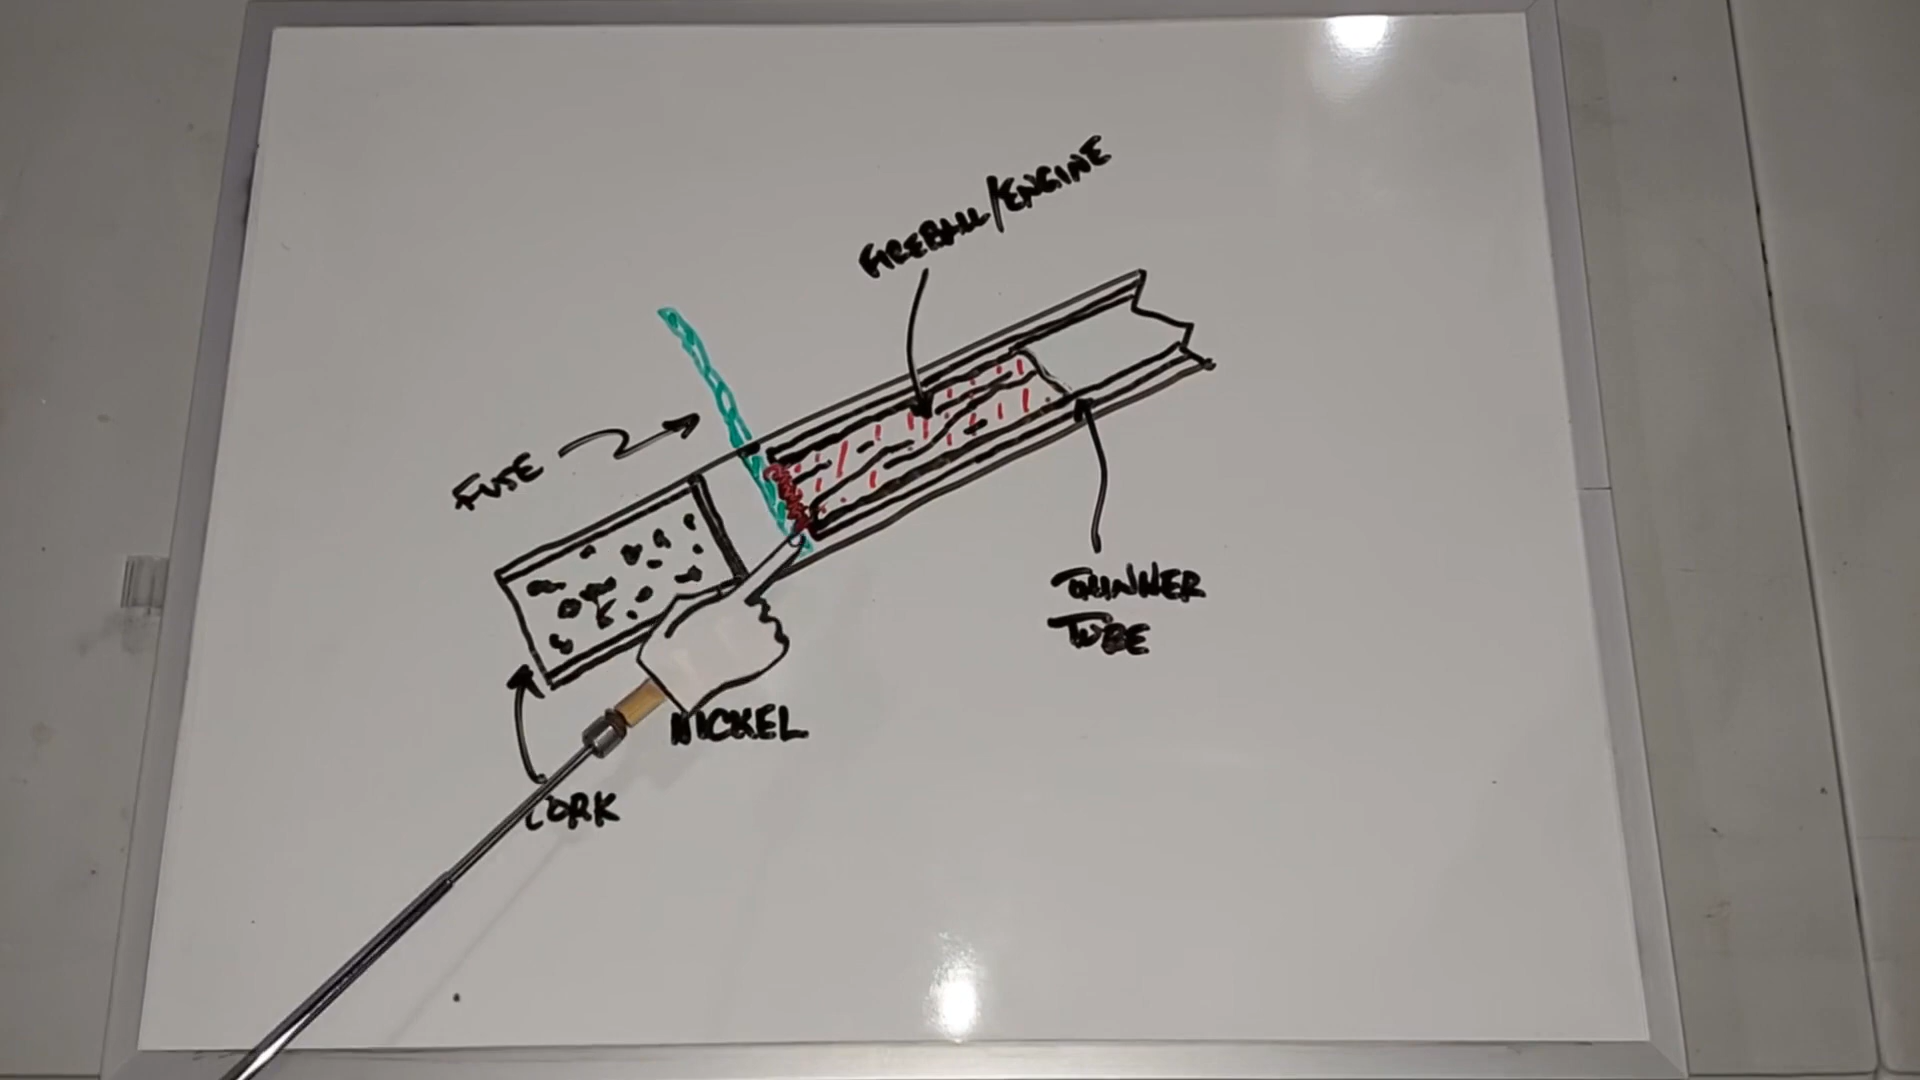 FIREBALL/ENGINE
FUSE
THINNER
TUBE
NICKEL
CORK